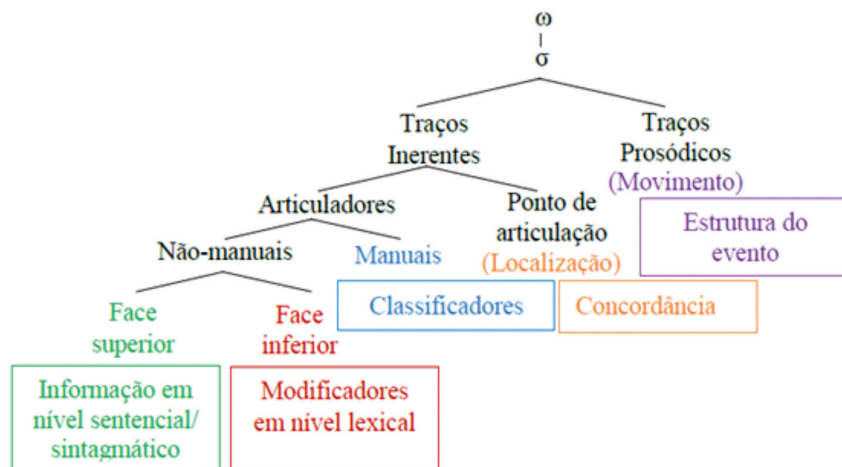 ω
σ
Traços
Inerentes
Traços
Prosódicos
(Movimento)
Estrutura do
evento
Articuladores
Ponto de
articulação
(Localização)
Concordância
Não-manuais
Manuais
Classificadores
Face
superior
Informação em
nível sentencial/
sintagmático
Face
inferior
Modificadores
em nível lexical